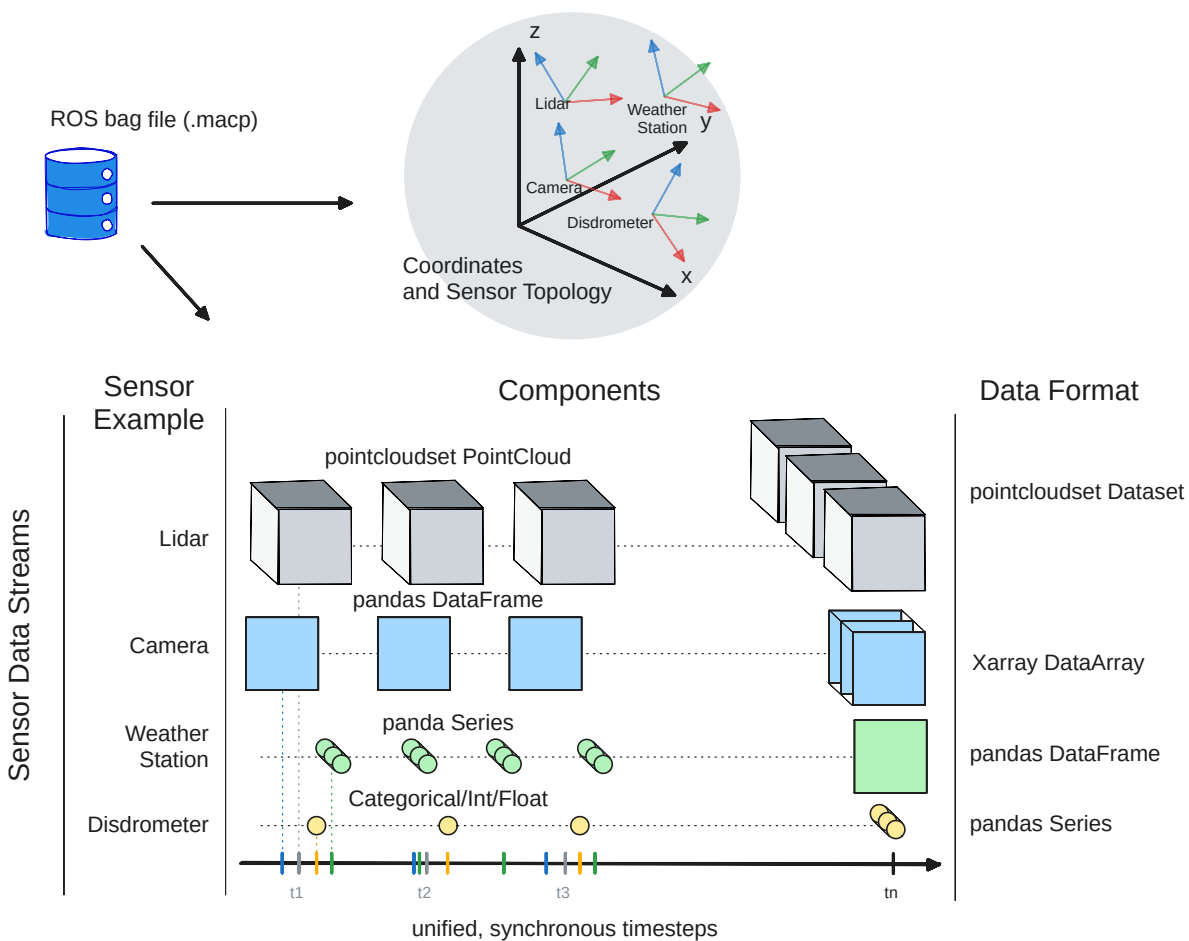 ROS bag file (.macp)
z
Lidar
Weather
Station
y
Camera
Disdrometer
x
Coordinates
and Sensor Topology
Sensor
Example
Components
Data Format
Sensor Data Streams
pointcloudset PointCloud
Lidar
pointcloudset Dataset
pandas DataFrame
Camera
Xarray DataArray
panda Series
Weather
Station
pandas DataFrame
Categorical/Int/Float
Disdrometer
pandas Series
t1
t2
t3
tn
unified, synchronous timesteps